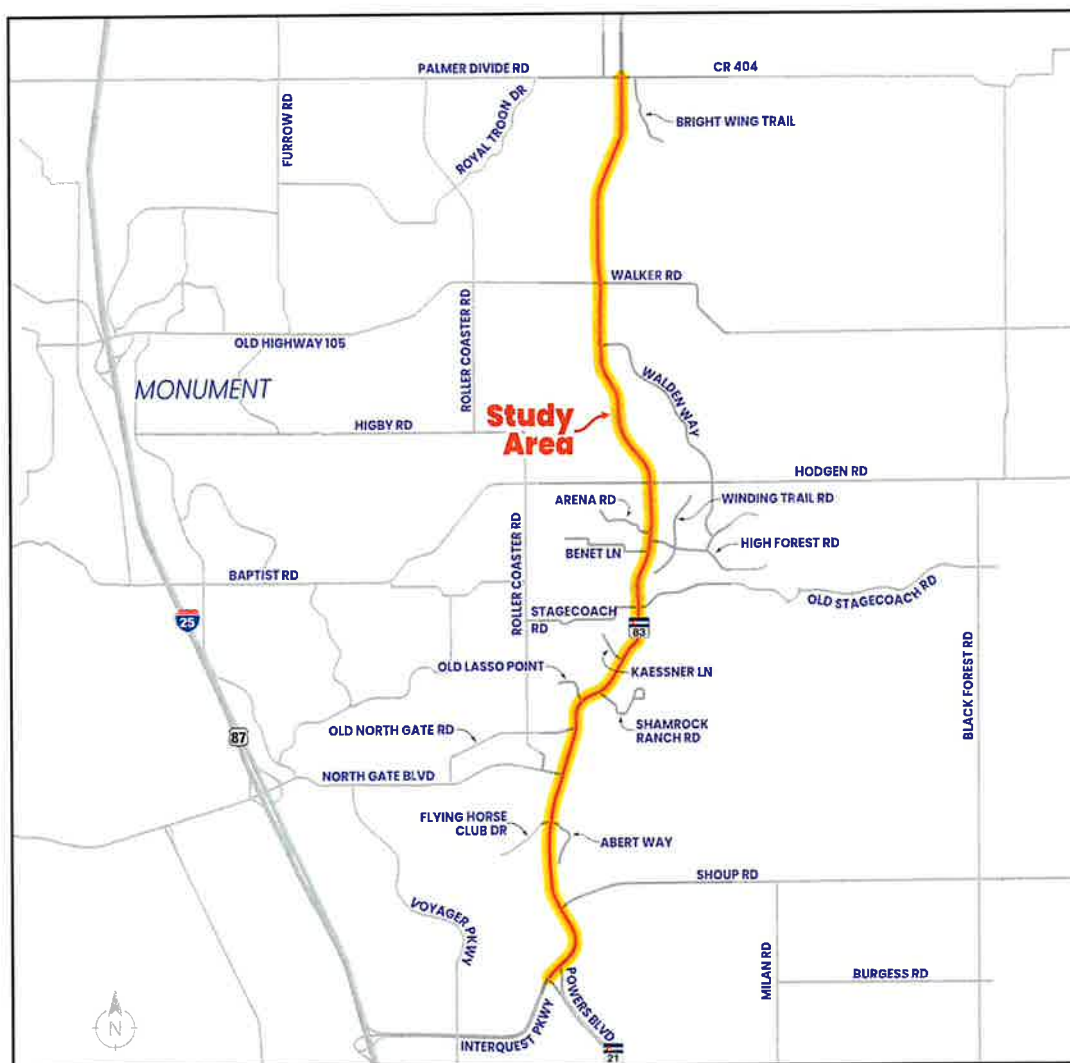 PALMER DIVIDE RD
CR 404
FURROW RD
ROYAL TROON DR
BRIGHT WING TRAIL
WALKER RD
OLD HIGHWAY 105
ROLLER COASTER RD
MONUMENT
WALDEN WAY
Study
Area
HIGBY RD
HODGEN RD
ARENA RD
WINDING TRAIL RD
BENET LN
HIGH FOREST RD
BAPTIST RD
ROLLER COASTER RD
OLD STAGECOACH RD
STAGECOACH
RD
25
83
KAESSNER LN
OLD LASSO POINT
BLACK FOREST RD
SHAMROCK
RANCH RD
OLD NORTH GATE RD
87
NORTH GATE BLVD
FLYING HORSE
CLUB DR
ABERT WAY
SHOUP RD
VOYAGER PKWY
MILAN RD
BURGESS RD
POWERS BLVD
INTERQUEST PKWY
21
N